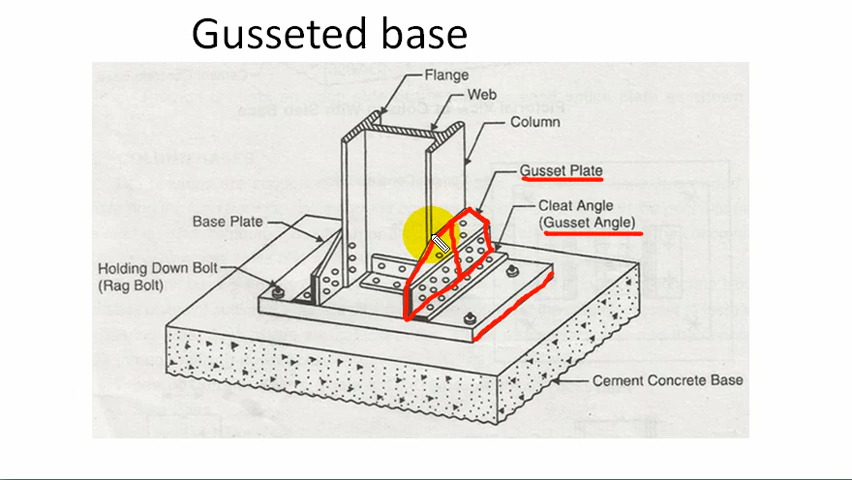 Gusseted base
Flange
Web
Column
Gusset Plate
Cleat Angle
(Gusset Angle)
Base Plate
Holding Down Bolt
(Rag Bolt)
Cement Concrete Base